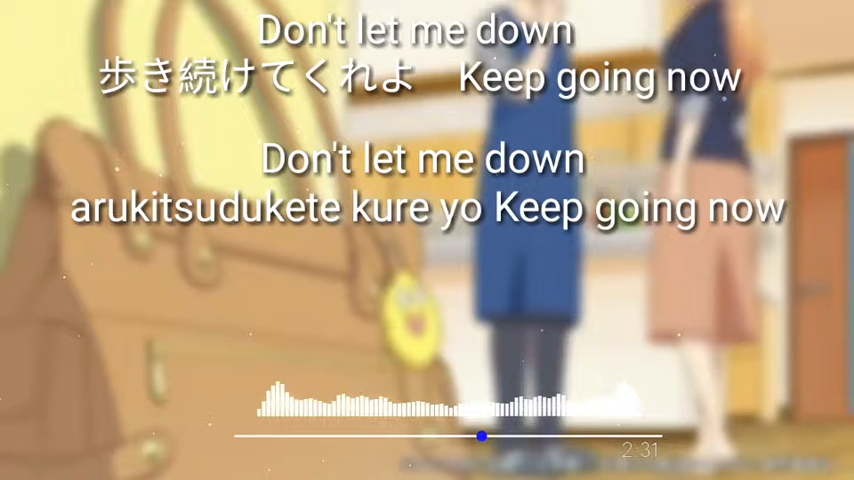 Don't let me down
歩き続けてくれよ　Keep going now
Don't let me down
arukitsudukete kure yo Keep going now
2:31